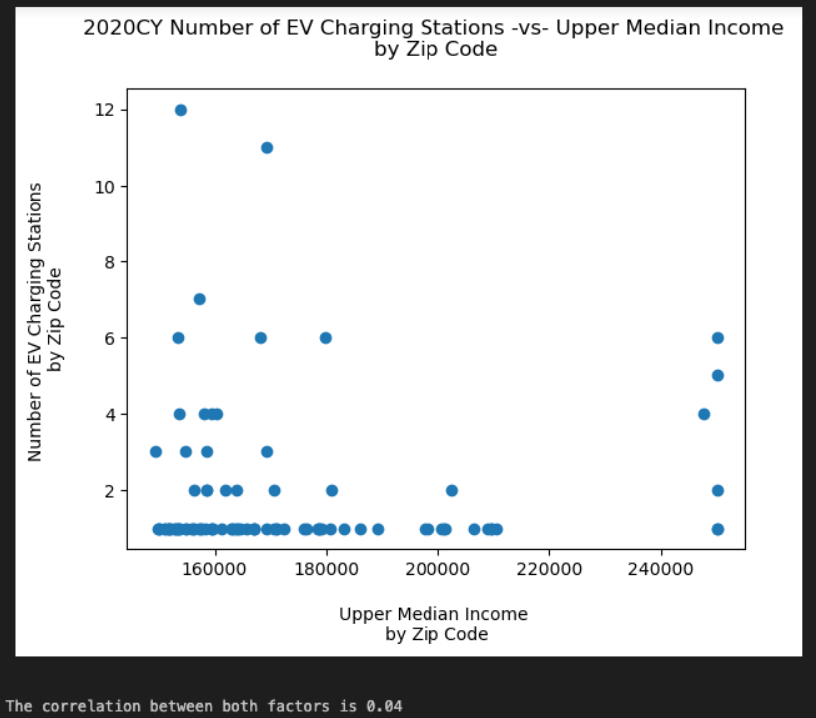 2020CY Number of EV Charging Stations -vs- Upper Median Income
by Zip Code
Number of EV Charging Stations
by Zip Code
12
10
8
6
4
2
160000 180000 200000 220000 240000
Upper Median Income
by Zip Code
The correlation between both factors is 0.04